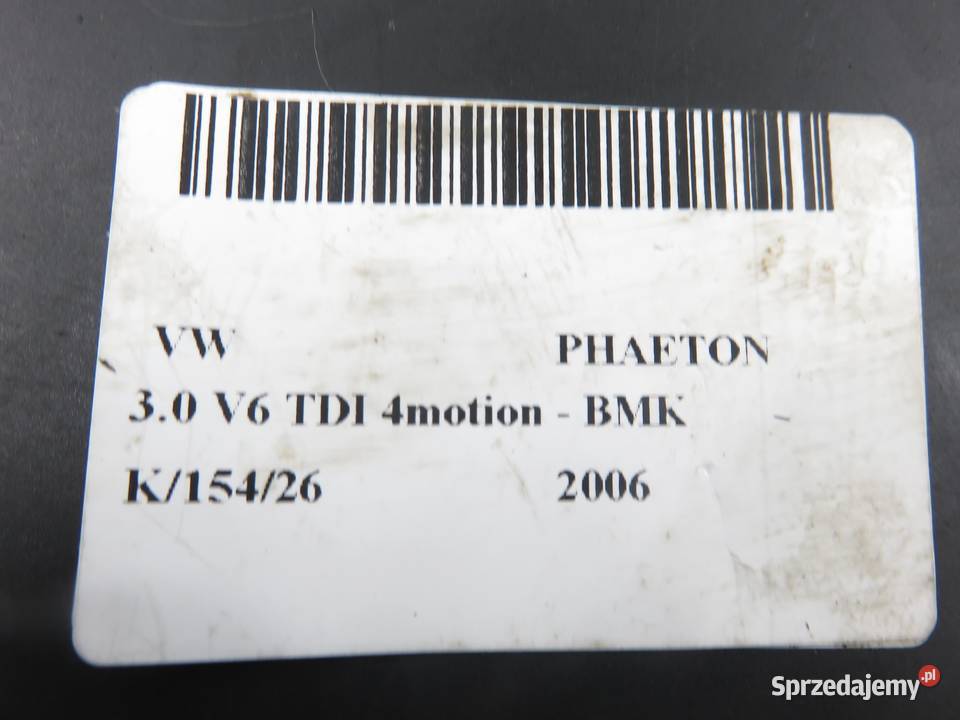 VW PHAETON
3.0 V6 TDI 4motion - BMK
K/154/26 2006
Sprzedajemy.pl